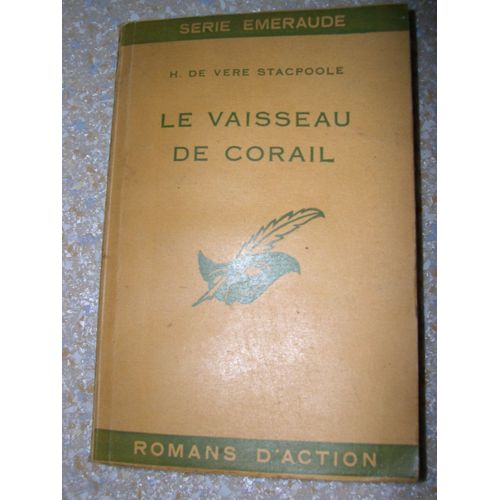 SERIE EMERAUDE
H. DE VERE STACPOOLE
LE VAISSEAU
DE CORAIL
ROMANS D'ACTION